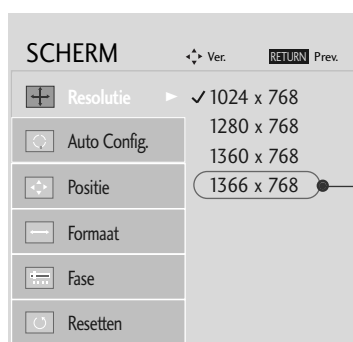 SCHERM Ver. RETURN Prev.
Resolutie 1024 x 768
Auto Config. 1280 x 768
1360 x 768
Positie 1366 x 768
Formaat
Fase
Resetten